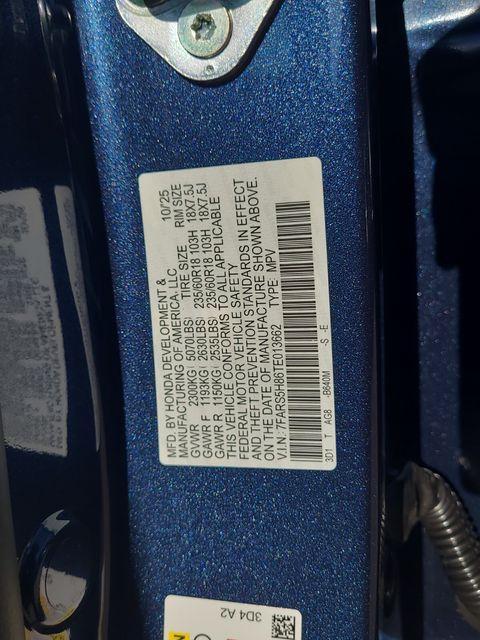 MFD. BY HONDA DEVELOPMENT & 10/25
MANUFACTURING OF AMERICA, LLC
TIRE SIZE RIM SIZE
GVWR 2300KG( 5070LBS) 235/60R18 103H 18X7.5J
GAWR F 1193KG( 2630LBS) 235/60R18 103H 18X7.5J
GAWR R 1150KG( 2535LBS)
THIS VEHICLE CONFORMS TO ALL APPLICABLE
FEDERAL MOTOR VEHICLE SAFETY
AND THEFT PREVENTION STANDARDS IN EFFECT
ON THE DATE OF MANUFACTURE SHOWN ABOVE.
V.I.N.:7FARS5H86TE013662 TYPE: MPV
3D1 T AG8 -B640M -S -E
3D4 A2